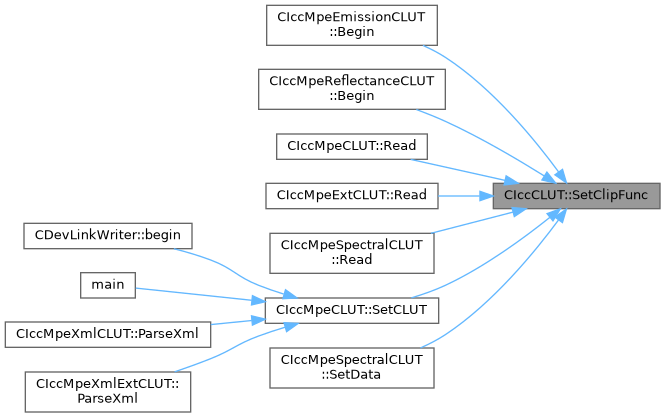 CIccMpeEmissionCLUT
::Begin
CIccMpeReflectanceCLUT
::Begin
CIccMpeCLUT::Read
CIccMpeExtCLUT::Read
CIccCLUT::SetClipFunc
CIccMpeSpectralCLUT
::Read
CDevLinkWriter::begin
main
CIccMpeCLUT::SetCLUT
CIccMpeXmlCLUT::ParseXml
CIccMpeSpectralCLUT
::SetData
CIccMpeXmlExtCLUT::
ParseXml